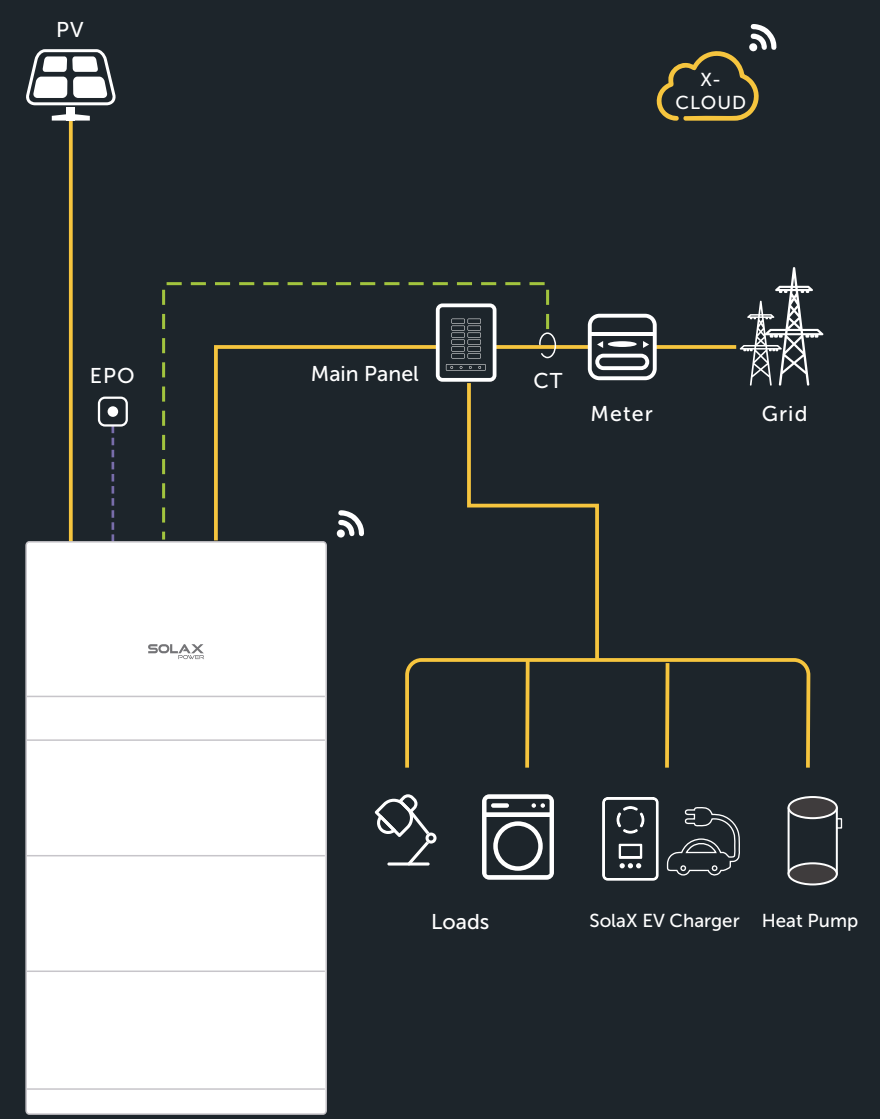 PV
X-
CLOUD
EPO
Main Panel
CT
Meter
Grid
SOLAX
POWER
Loads
SolaX EV Charger
Heat Pump